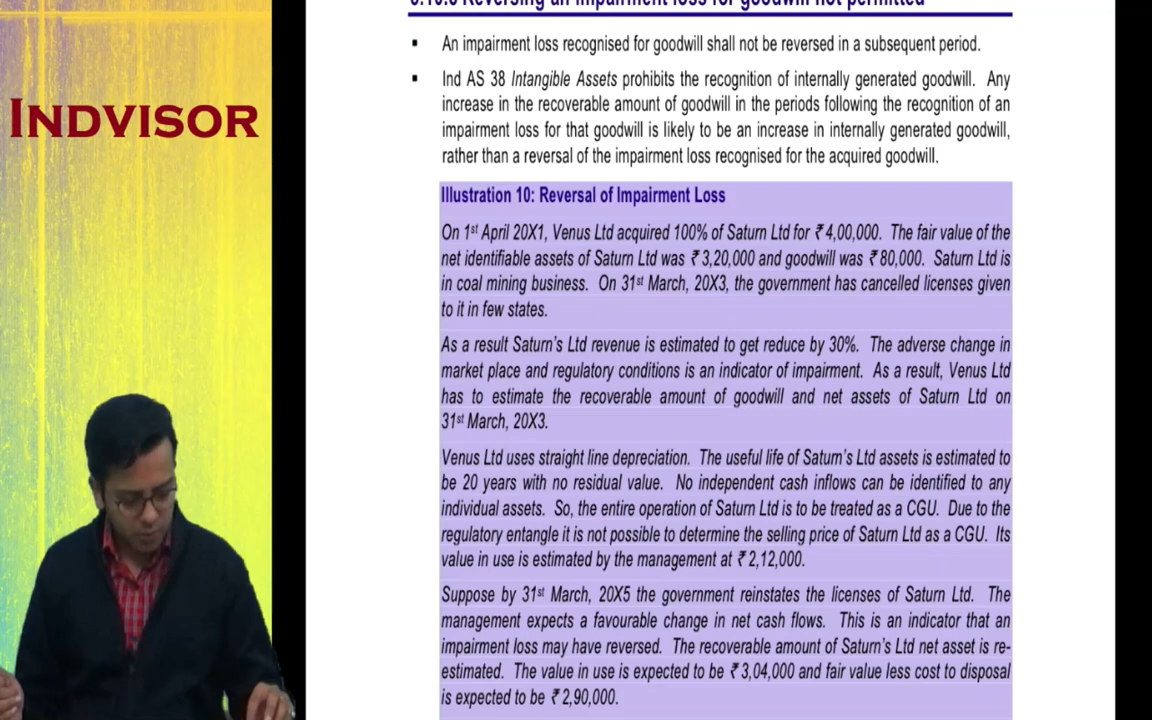 5.10.3 Reversing an impairment loss for goodwill not permitted
INDVISOR
▪ An impairment loss recognised for goodwill shall not be reversed in a subsequent period.
▪ Ind AS 38 Intangible Assets prohibits the recognition of internally generated goodwill. Any
increase in the recoverable amount of goodwill in the periods following the recognition of an
impairment loss for that goodwill is likely to be an increase in internally generated goodwill,
rather than a reversal of the impairment loss recognised for the acquired goodwill.
Illustration 10: Reversal of Impairment Loss
On 1st April 20X1, Venus Ltd acquired 100% of Saturn Ltd for ₹ 4,00,000. The fair value of the
net identifiable assets of Saturn Ltd was ₹ 3,20,000 and goodwill was ₹ 80,000. Saturn Ltd is
in coal mining business. On 31st March, 20X3, the government has cancelled licenses given
to it in few states.
As a result Saturn's Ltd revenue is estimated to get reduce by 30%. The adverse change in
market place and regulatory conditions is an indicator of impairment. As a result, Venus Ltd
has to estimate the recoverable amount of goodwill and net assets of Saturn Ltd on
31st March, 20X3.
Venus Ltd uses straight line depreciation. The useful life of Saturn's Ltd assets is estimated to
be 20 years with no residual value. No independent cash inflows can be identified to any
individual assets. So, the entire operation of Saturn Ltd is to be treated as a CGU. Due to the
regulatory entangle it is not possible to determine the selling price of Saturn Ltd as a CGU. Its
value in use is estimated by the management at ₹ 2,12,000.
Suppose by 31st March, 20X5 the government reinstates the licenses of Saturn Ltd. The
management expects a favourable change in net cash flows. This is an indicator that an
impairment loss may have reversed. The recoverable amount of Saturn's Ltd net asset is re-
estimated. The value in use is expected to be ₹ 3,04,000 and fair value less cost to disposal
is expected to be ₹ 2,90,000.